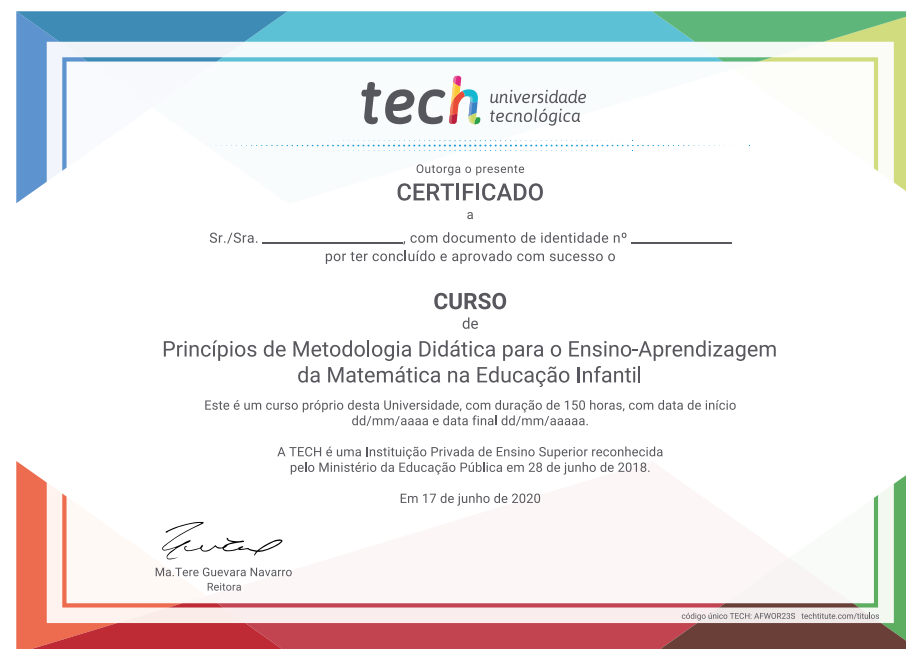 tech universidade
tecnológica
Outorga o presente
CERTIFICADO
a
Sr./Sra. ________________, com documento de identidade nº ___________
por ter concluído e aprovado com sucesso o
CURSO
de
Princípios de Metodologia Didática para o Ensino-Aprendizagem
da Matemática na Educação Infantil
Este é um curso próprio desta Universidade, com duração de 150 horas, com data de início
dd/mm/aaaa e data final dd/mm/aaaaa.
A TECH é uma Instituição Privada de Ensino Superior reconhecida
pelo Ministério da Educação Pública em 28 de junho de 2018.
Em 17 de junho de 2020
Ma.Tere Guevara Navarro
Reitora
código único TECH: AFWOR23S techtitute.com/titulos